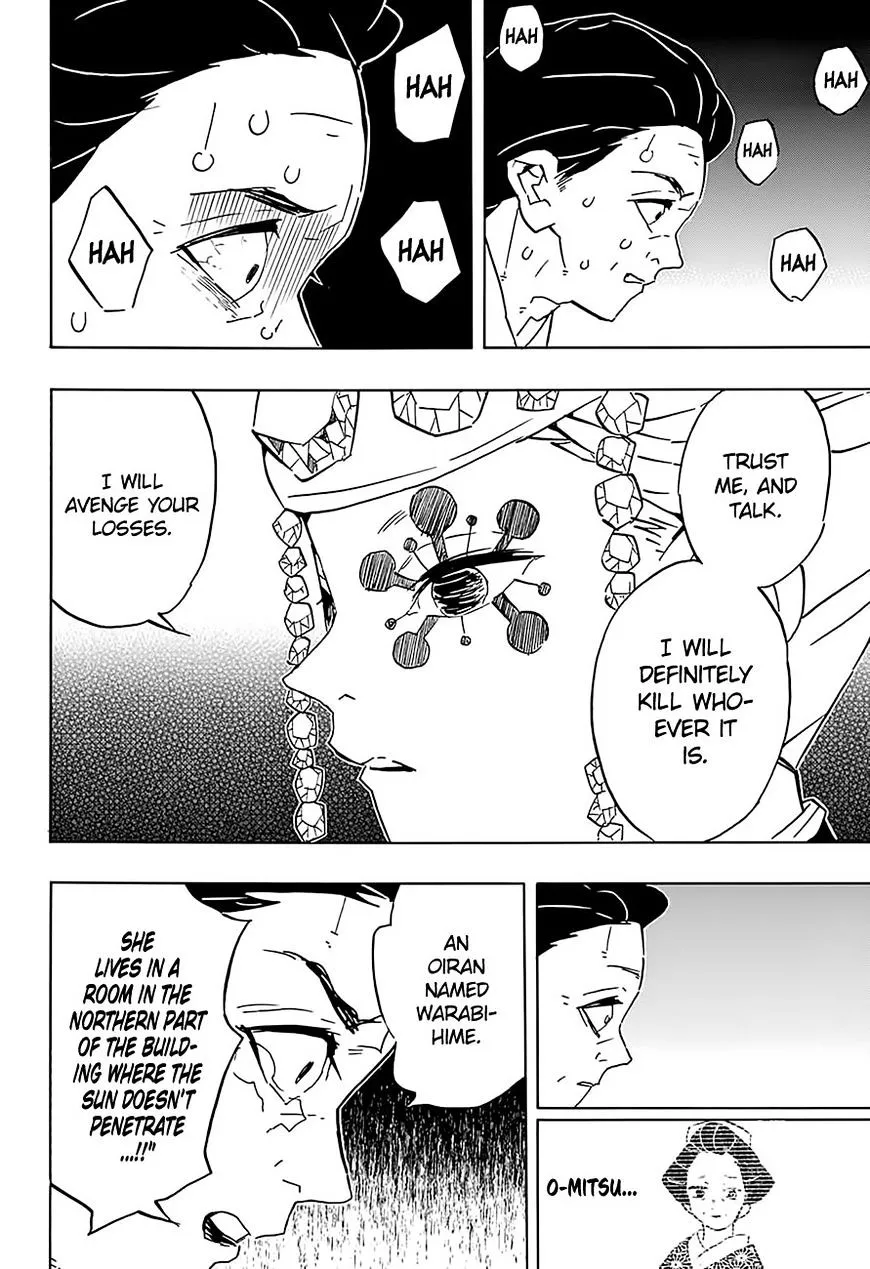 HAH
HAH
HAH
HAH
HAH
HAH
HAH
TRUST
ME, AND
TALK.
I WILL
DEFINITELY
KILL WHO-
EVER IT
IS.
I WILL
AVENGE YOUR
LOSSES.
O-MITSU...
AN
OIRAN
NAMED
WARABI-
HIME.
SHE
LIVES IN A
ROOM IN THE
NORTHERN PART
OF THE BUILD-
ING WHERE THE
SUN DOESN'T
PENETRATE
...!!"